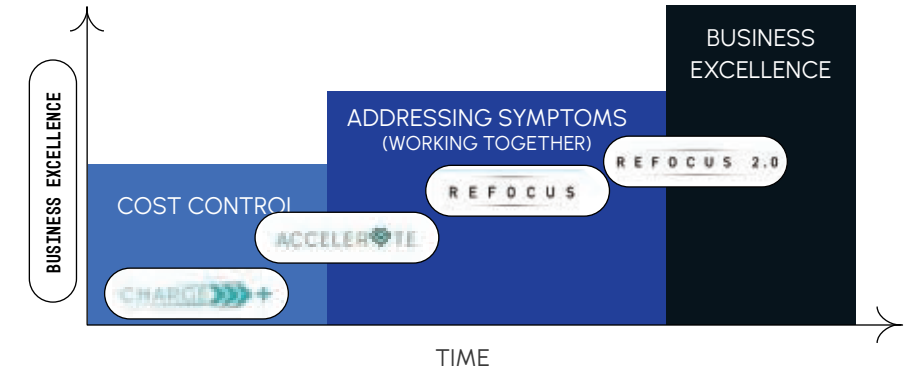 BUSINESS
EXCELLENCE
ADDRESSING SYMPTOMS
(WORKING TOGETHER)
REFOCUS 2.0
REFOCUS
COST CONTROL
ACCELERATE
CHARGE +
BUSINESS EXCELLENCE
TIME